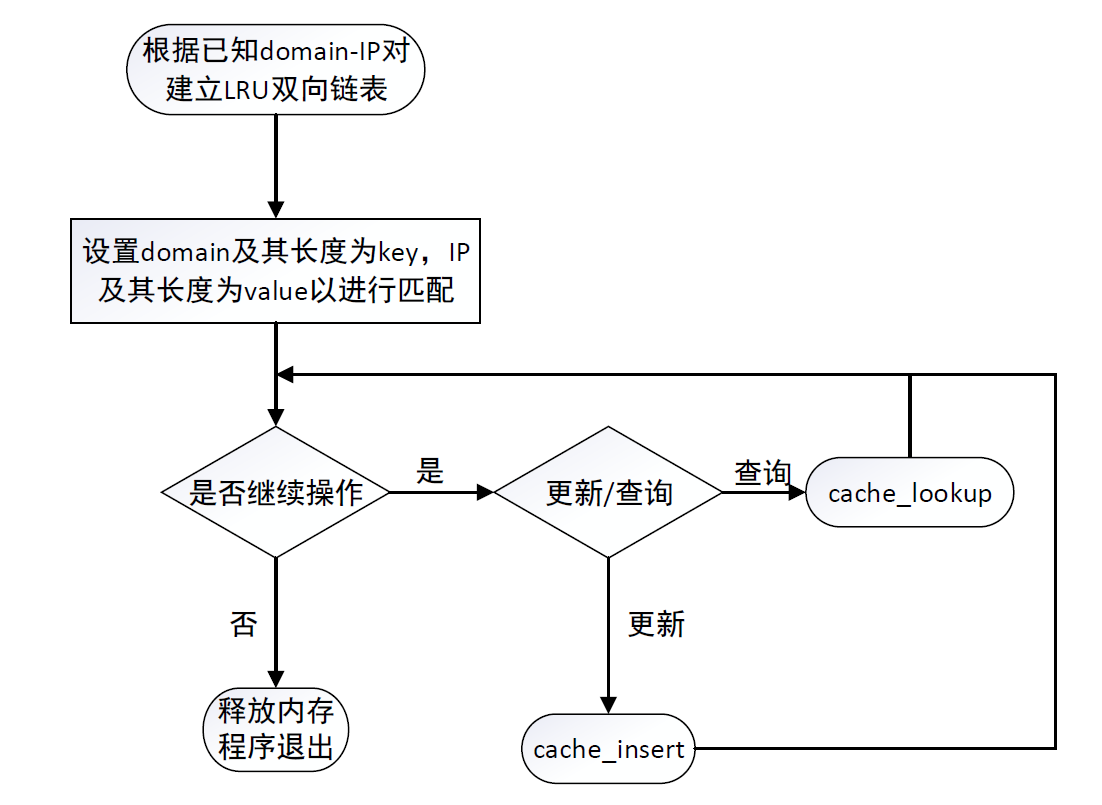 根据已知domain-IP对
建立LRU双向链表
设置domain及其长度为key，IP
及其长度为value以进行匹配
是否继续操作
是
更新/查询
查询
cache_lookup
否
更新
释放内存
程序退出
cache_insert